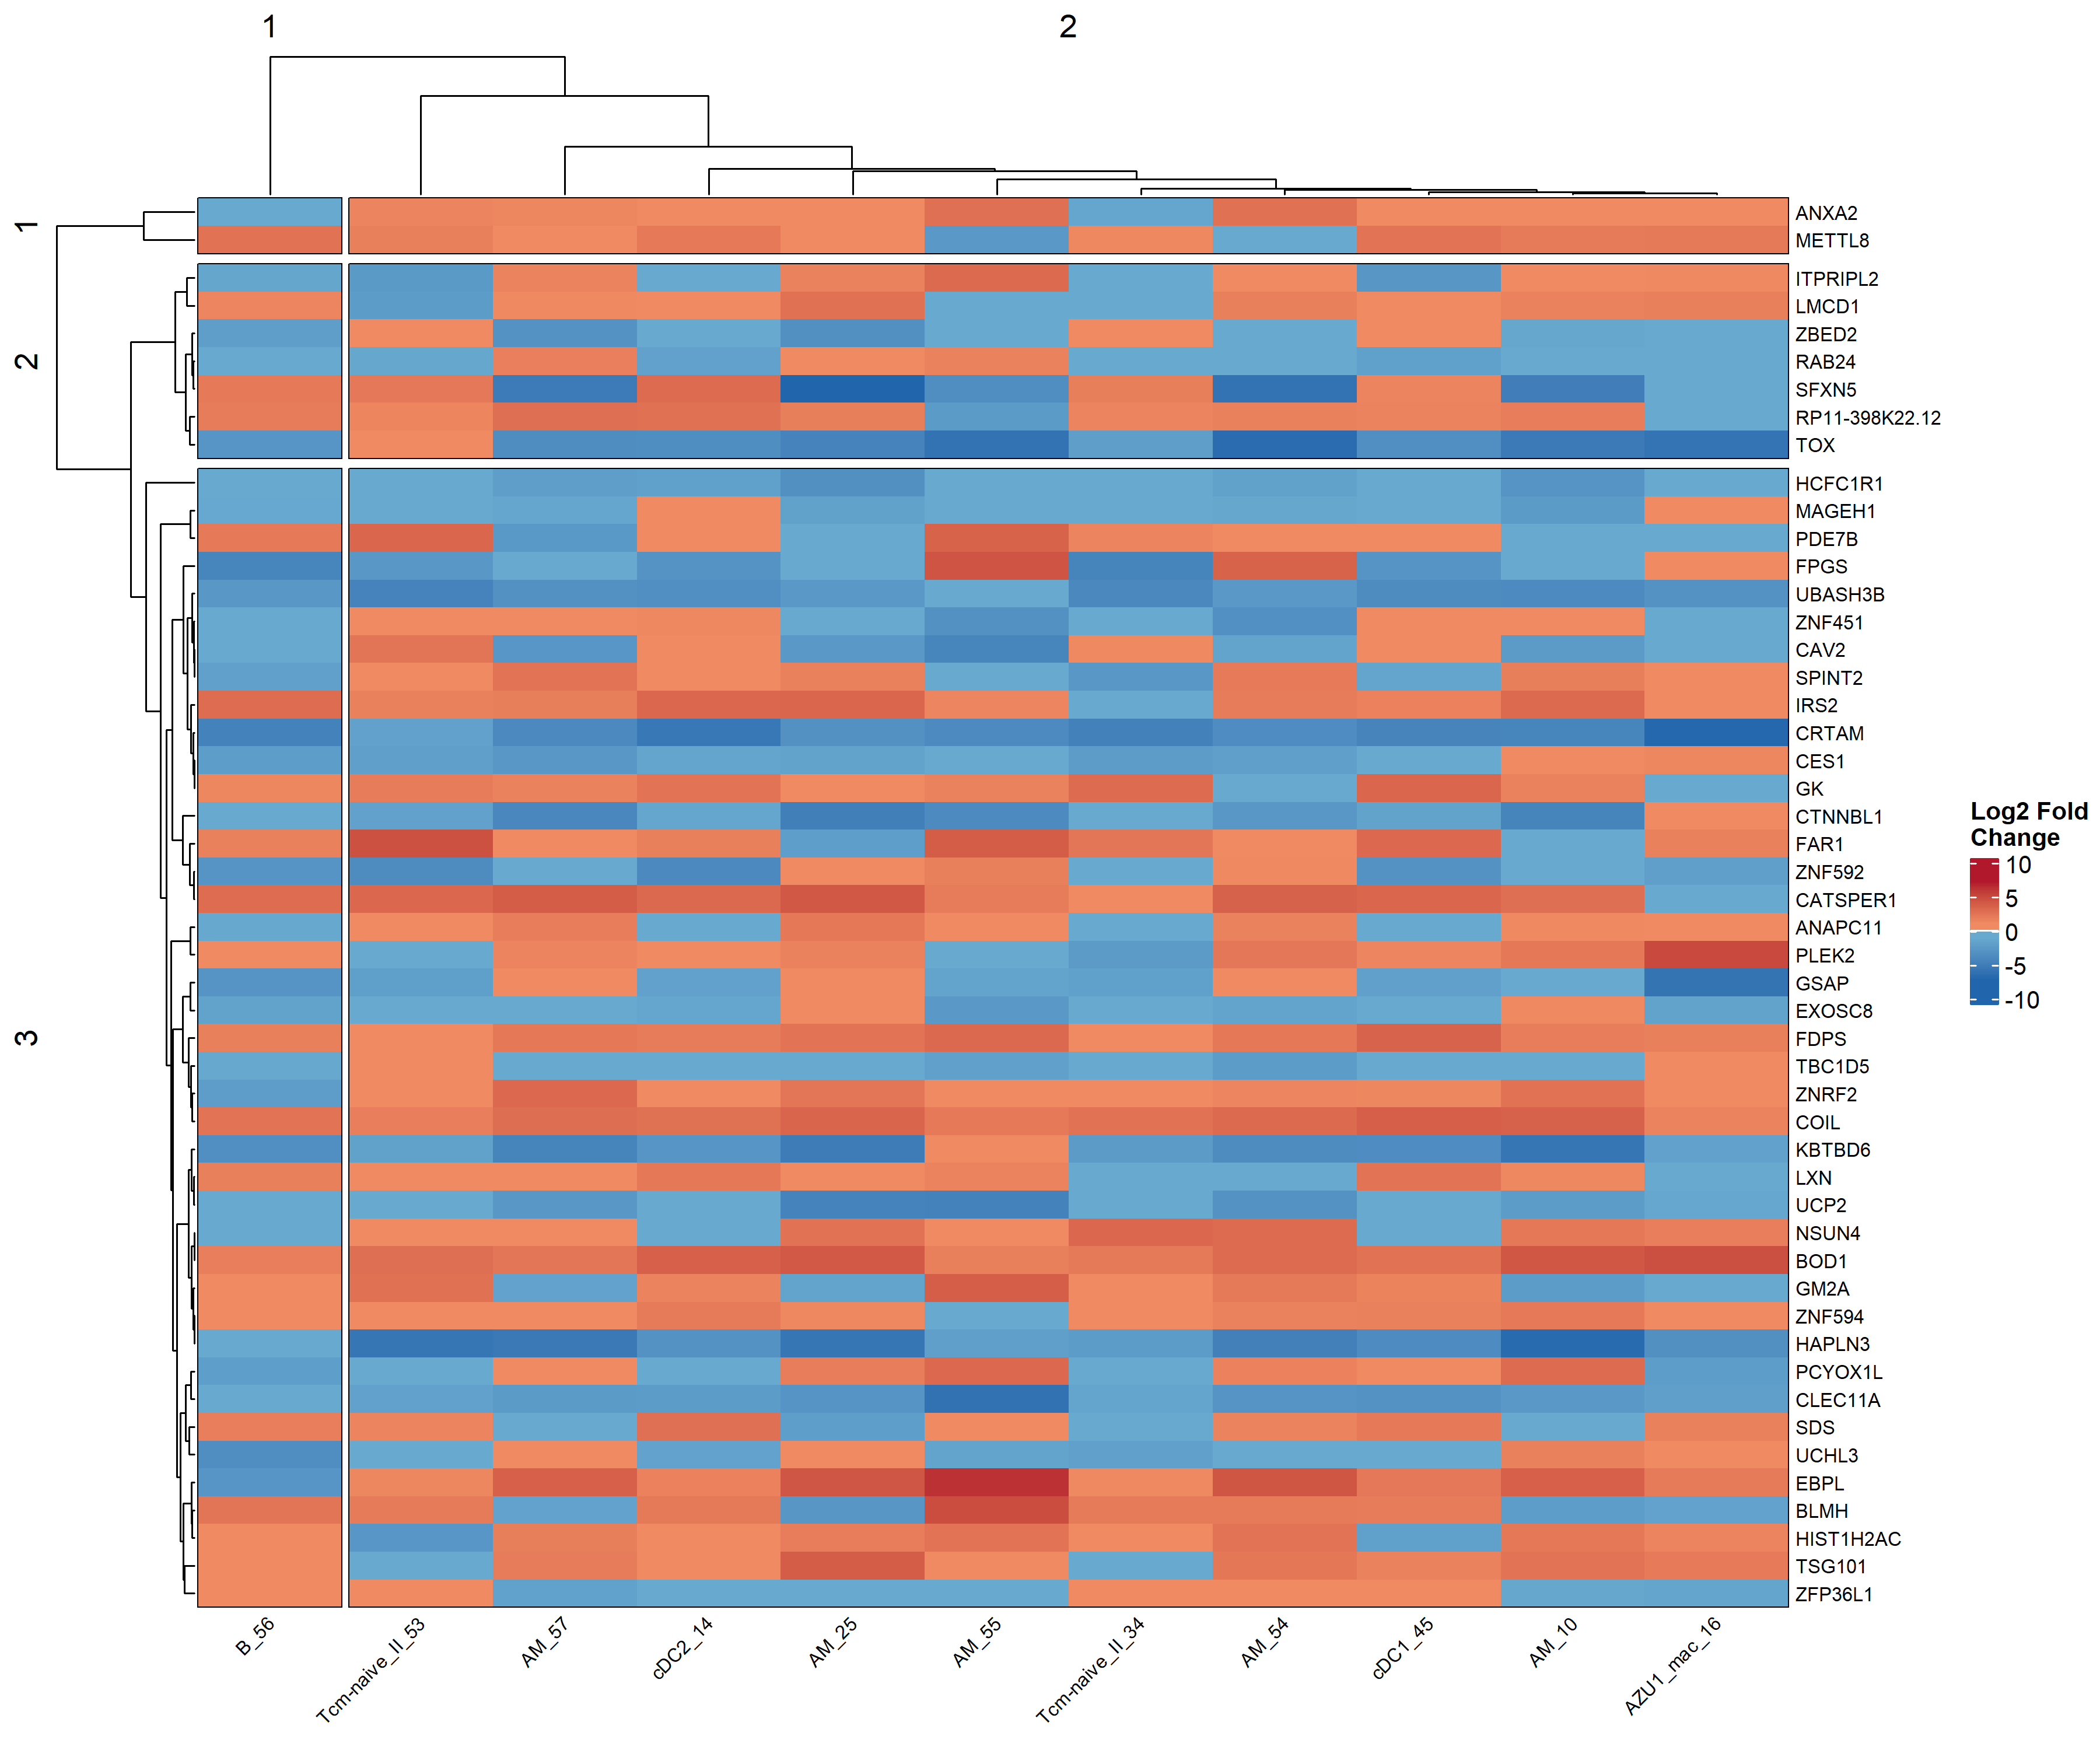 1
2
1
2
3
ANXA2
METTL8
ITPRIPL2
LMCD1
ZBED2
RAB24
SFXN5
RP11-398K22.12
TOX
HCFC1R1
MAGEH1
PDE7B
FPGS
UBASH3B
ZNF451
CAV2
SPINT2
IRS2
CRTAM
CES1
GK
CTNNBL1
FAR1
ZNF592
CATSPER1
ANAPC11
PLEK2
GSAP
EXOSC8
FDPS
TBC1D5
ZNRF2
COIL
KBTBD6
LXN
UCP2
NSUN4
BOD1
GM2A
ZNF594
HAPLN3
PCYOX1L
CLEC11A
SDS
UCHL3
EBPL
BLMH
HIST1H2AC
TSG101
ZFP36L1
B_56
Tcm-naive_II_53
AM_57
cDC2_14
AM_25
AM_55
Tcm-naive_II_34
AM_54
cDC1_45
AM_10
AZU1_mac_16
Log2 Fold
Change
10
5
0
-5
-10